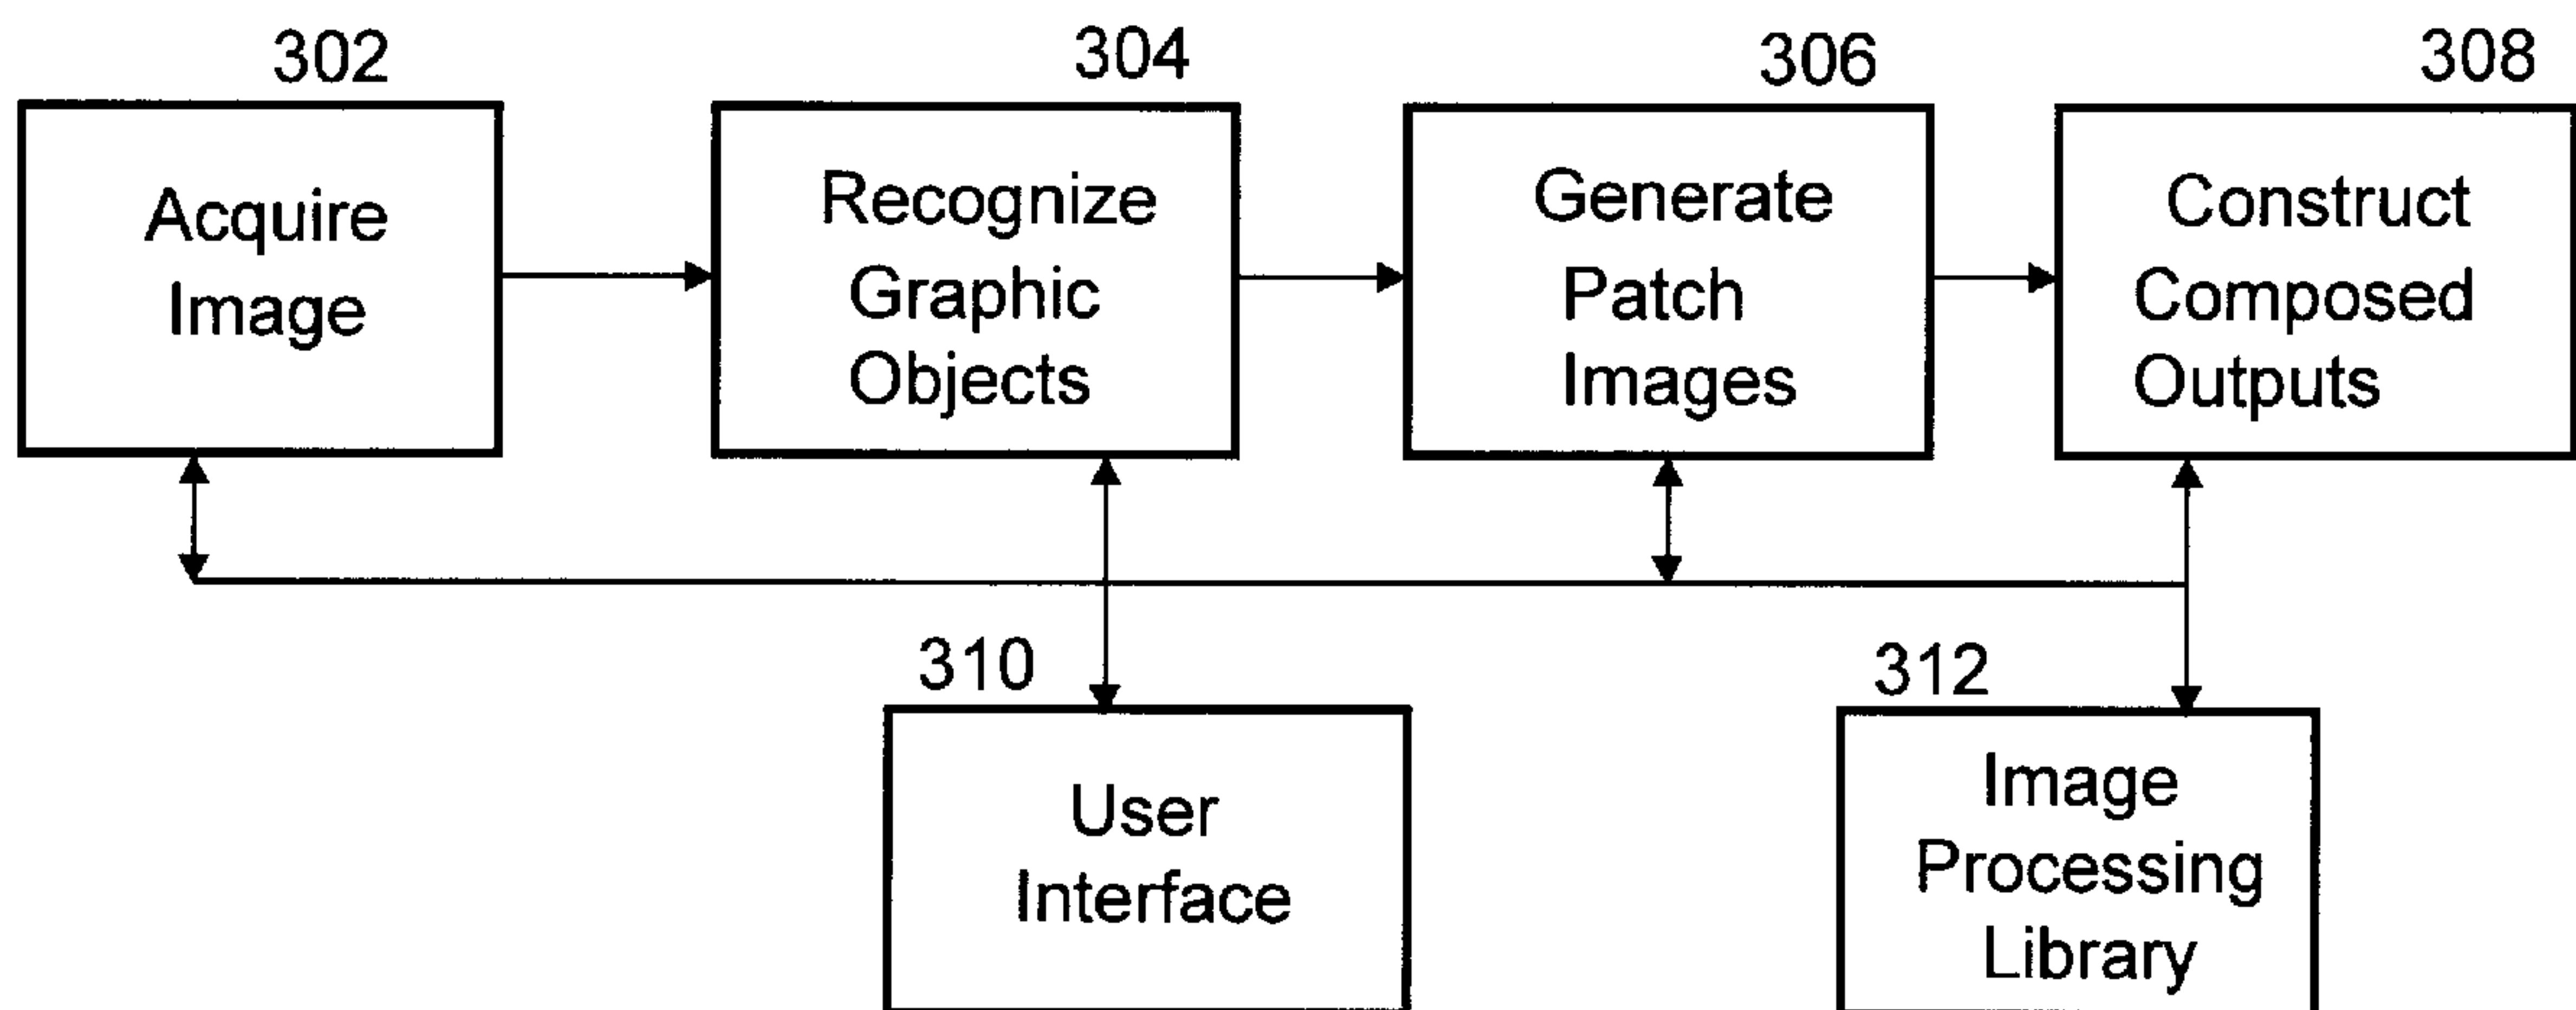 302
Acquire
Image
304
Recognize
Graphic
Objects
306
Generate
Patch
Images
308
Construct
Composed
Outputs
310
User
Interface
312
Image
Processing
Library